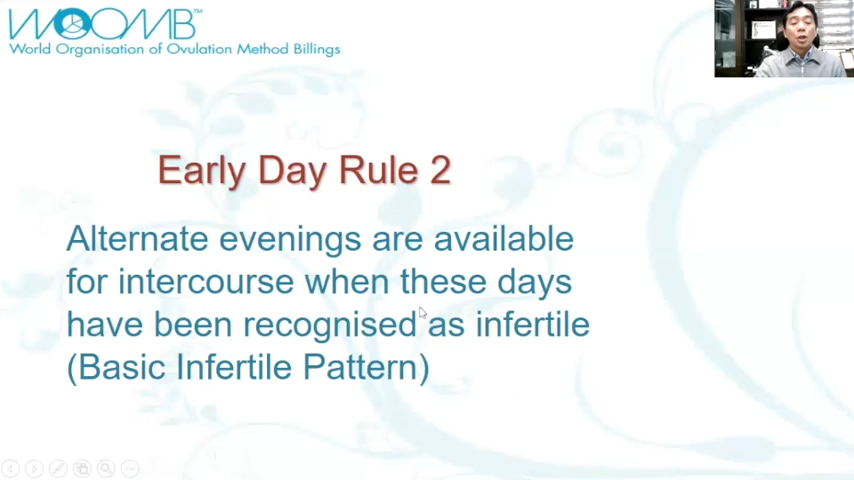 WOOMB™
World Organisation of Ovulation Method Billings
Early Day Rule 2
Alternate evenings are available
for intercourse when these days
have been recognised as infertile
(Basic Infertile Pattern)